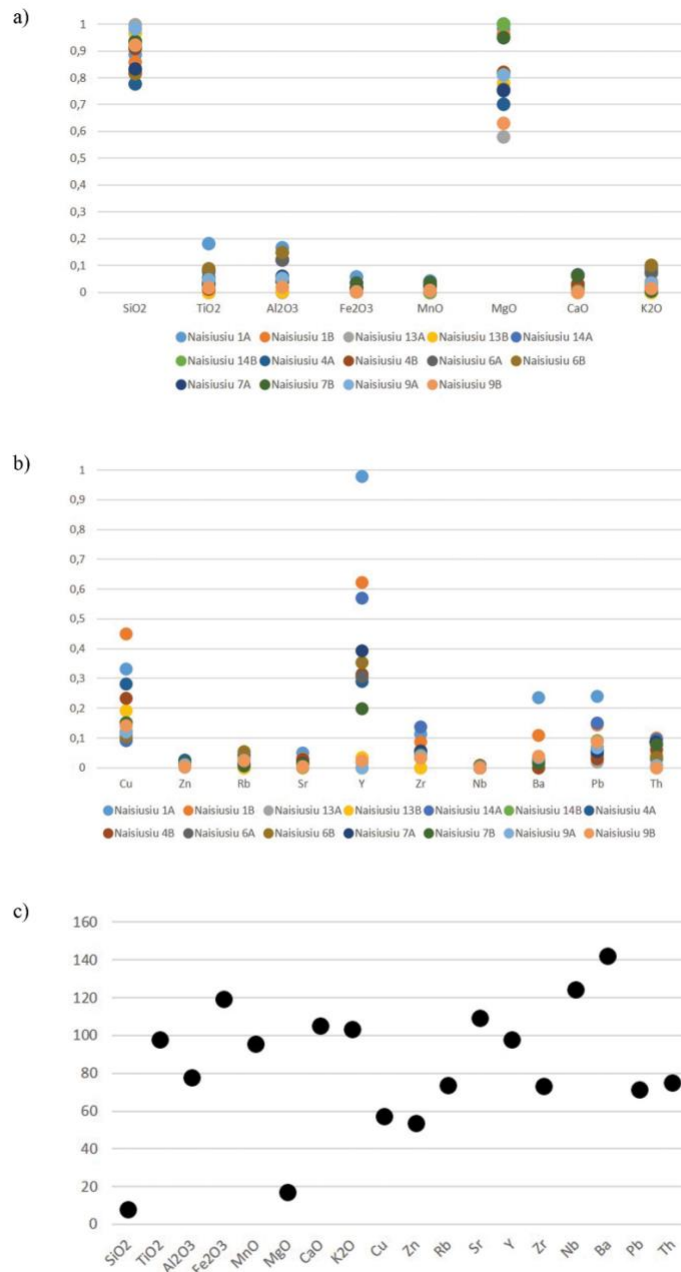 a)
1
0,9
0,8
0,7
0,6
0,5
0,4
0,3
0,2
0,1
0
SiO2 TiO2 Al2O3 Fe2O3 MnO MgO CaO K2O
Naisiusiu 1A Naisiusiu 1B Naisiusiu 13A Naisiusiu 13B Naisiusiu 14A
Naisiusiu 14B Naisiusiu 4A Naisiusiu 4B Naisiusiu 6A Naisiusiu 6B
Naisiusiu 7A Naisiusiu 7B Naisiusiu 9A Naisiusiu 9B
b)
1
0,9
0,8
0,7
0,6
0,5
0,4
0,3
0,2
0,1
0
Cu Zn Rb Sr Y Zr Nb Ba Pb Th
Naisiusiu 1A Naisiusiu 1B Naisiusiu 13A Naisiusiu 13B Naisiusiu 14A Naisiusiu 14B Naisiusiu 4A
Naisiusiu 4B Naisiusiu 6A Naisiusiu 6B Naisiusiu 7A Naisiusiu 7B Naisiusiu 9A Naisiusiu 9B
c)
160
140
120
100
80
60
40
20
0
SiO2 TiO2 Al2O3 Fe2O3 MnO MgO CaO K2O Cu Zn Rb Sr Y Zr Nb Ba Pb Th